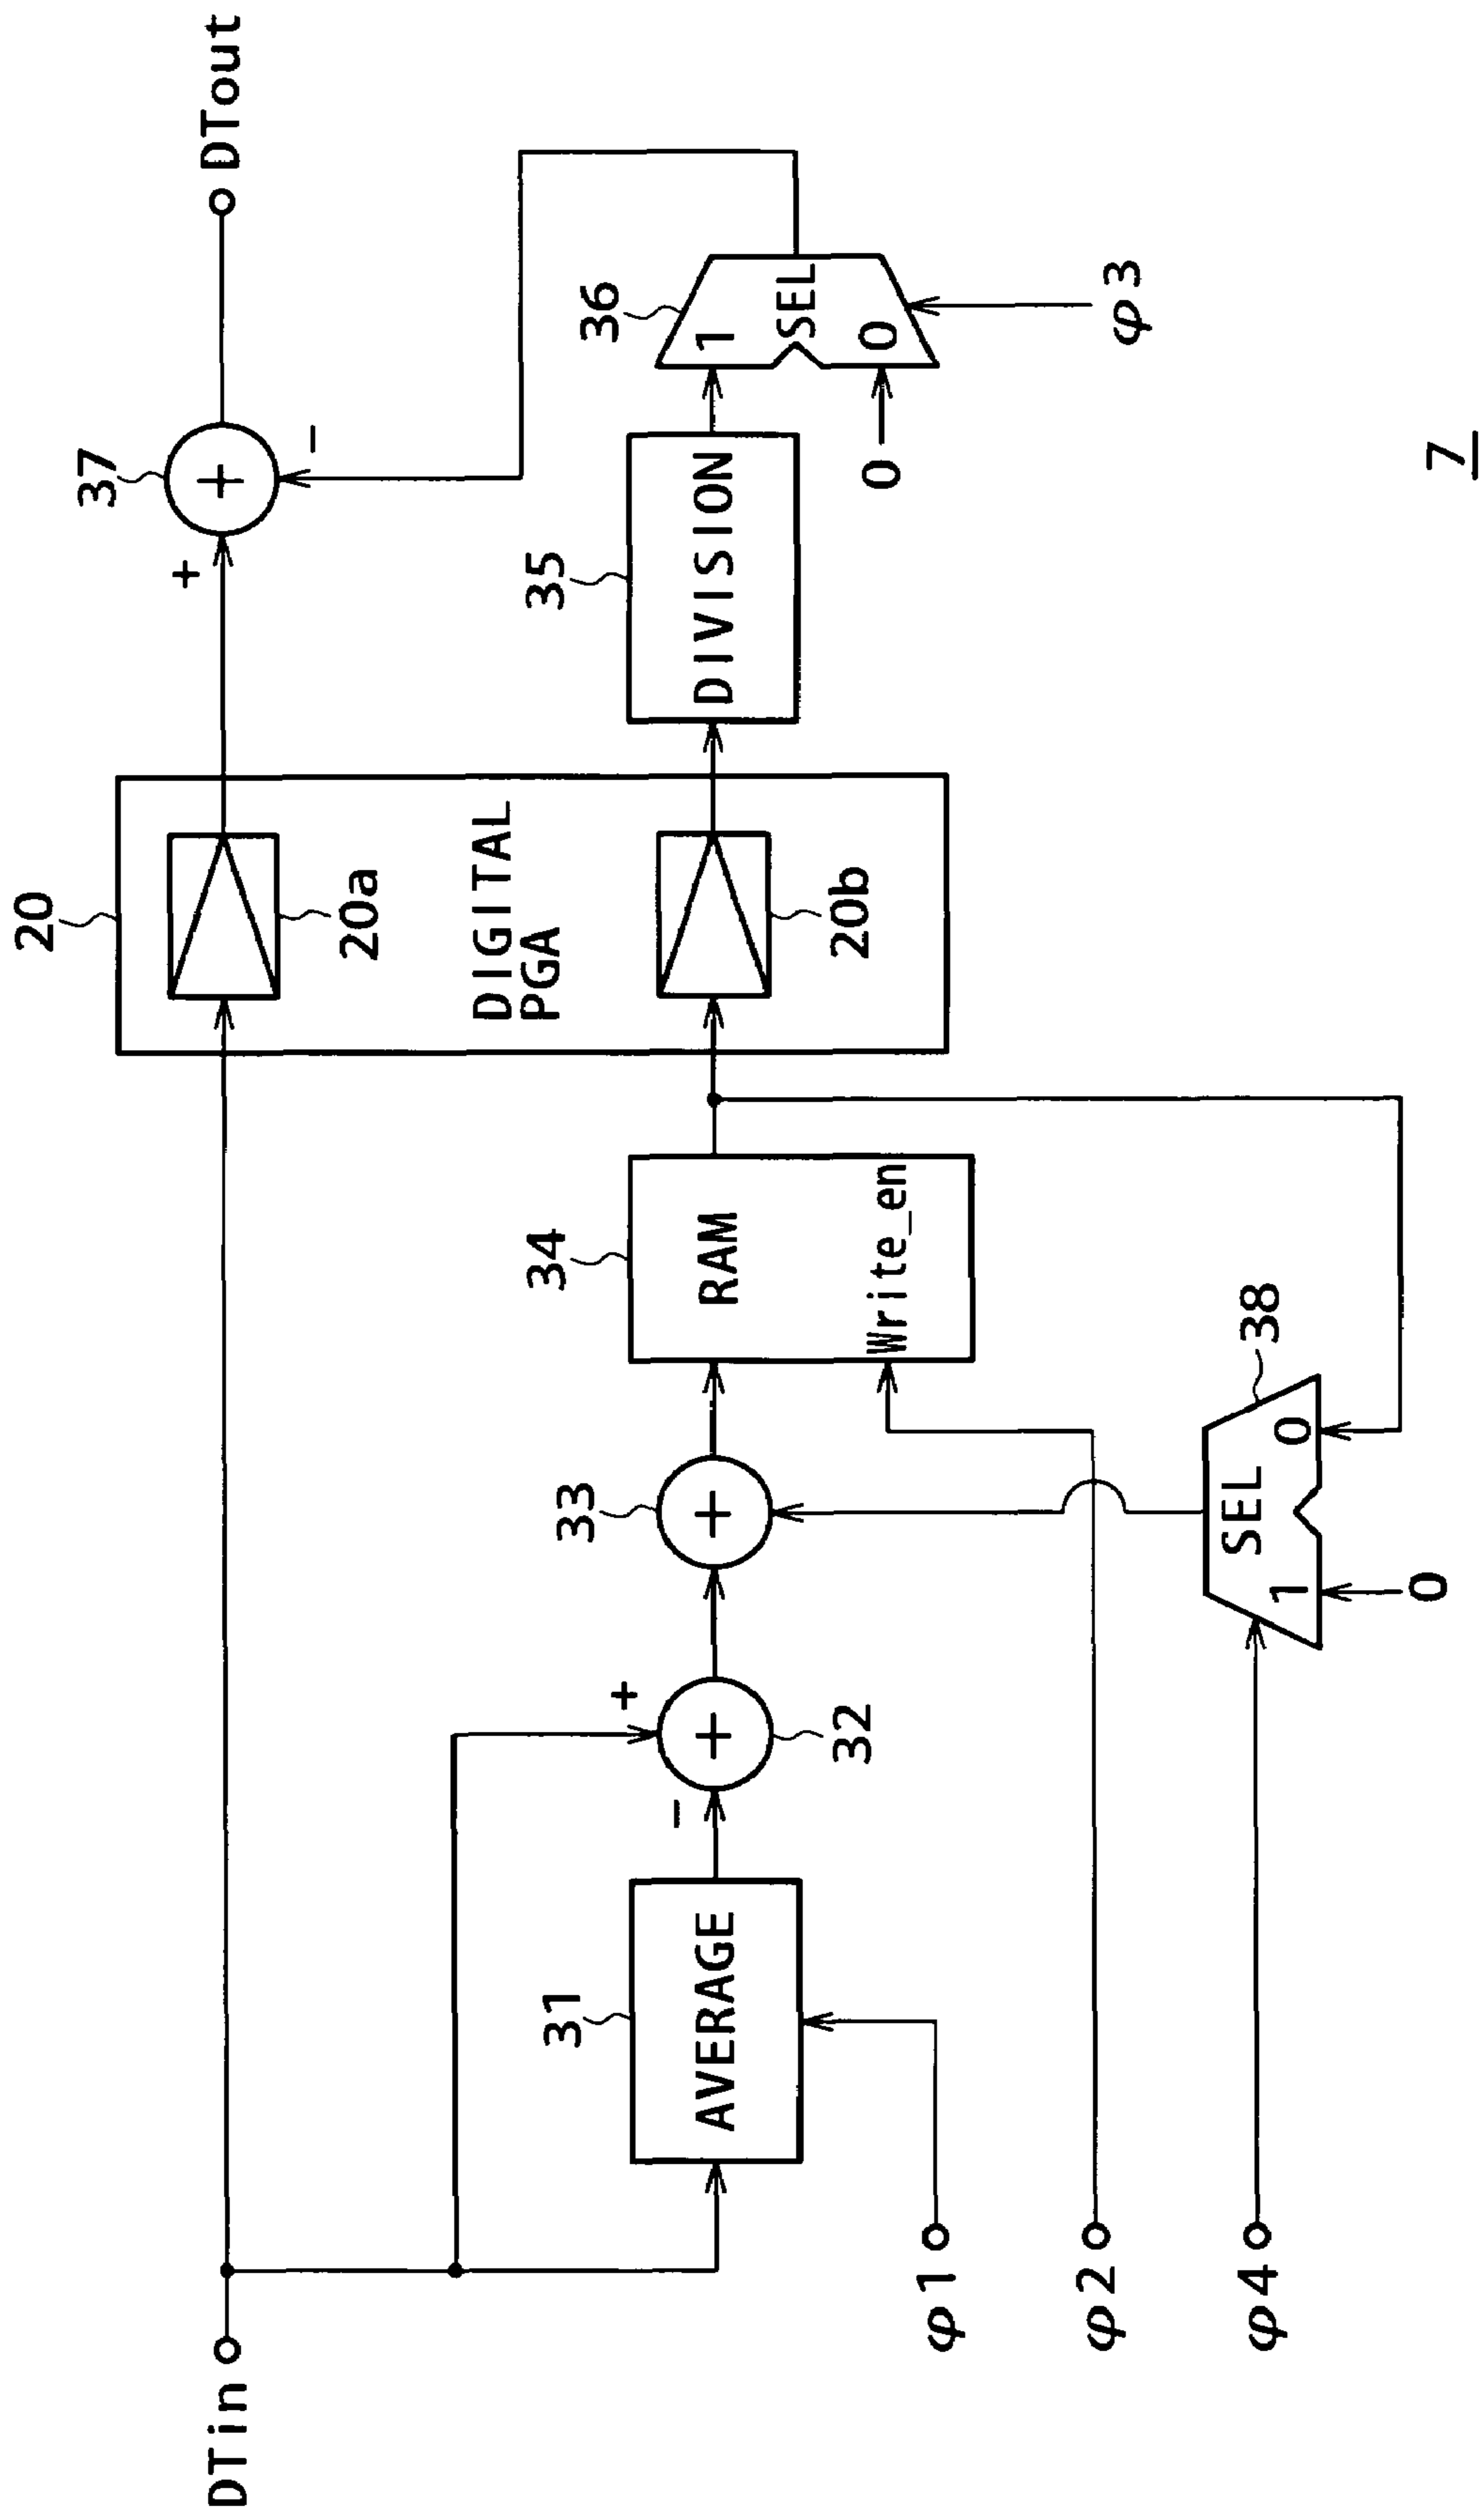 DTin
DTout
20
20a
DIGITAL
PGA
20b
37
+
+
-
31
AVERAGE
32
+
+
-
33
+
34
RAM
Write_en
35
DIVISION
36
1
SEL
0
0
φ3
φ1
φ2
φ4
38
SEL
1
0
0
7